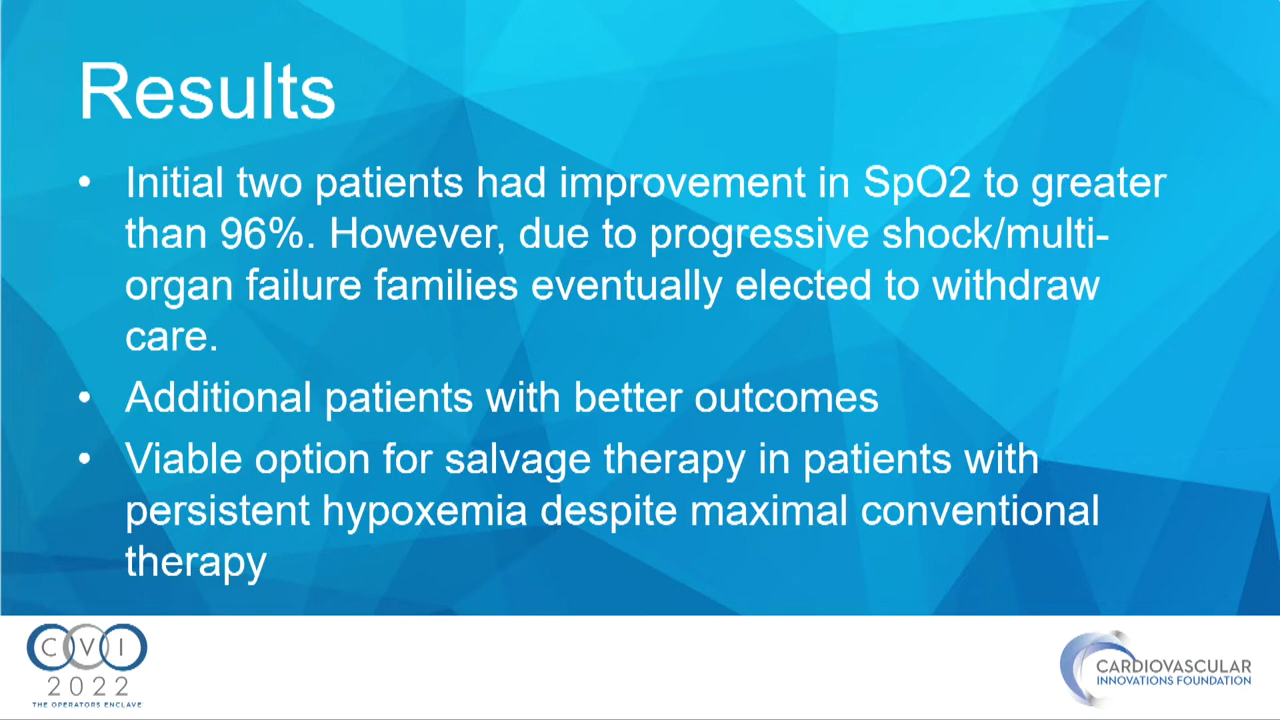 Results
• Initial two patients had improvement in SpO2 to greater
than 96%. However, due to progressive shock/multi-
organ failure families eventually elected to withdraw
care.
• Additional patients with better outcomes
• Viable option for salvage therapy in patients with
persistent hypoxemia despite maximal conventional
therapy
CVI
2022
THE OPERATORS ENCLAVE
CARDIOVASCULAR
INNOVATIONS FOUNDATION